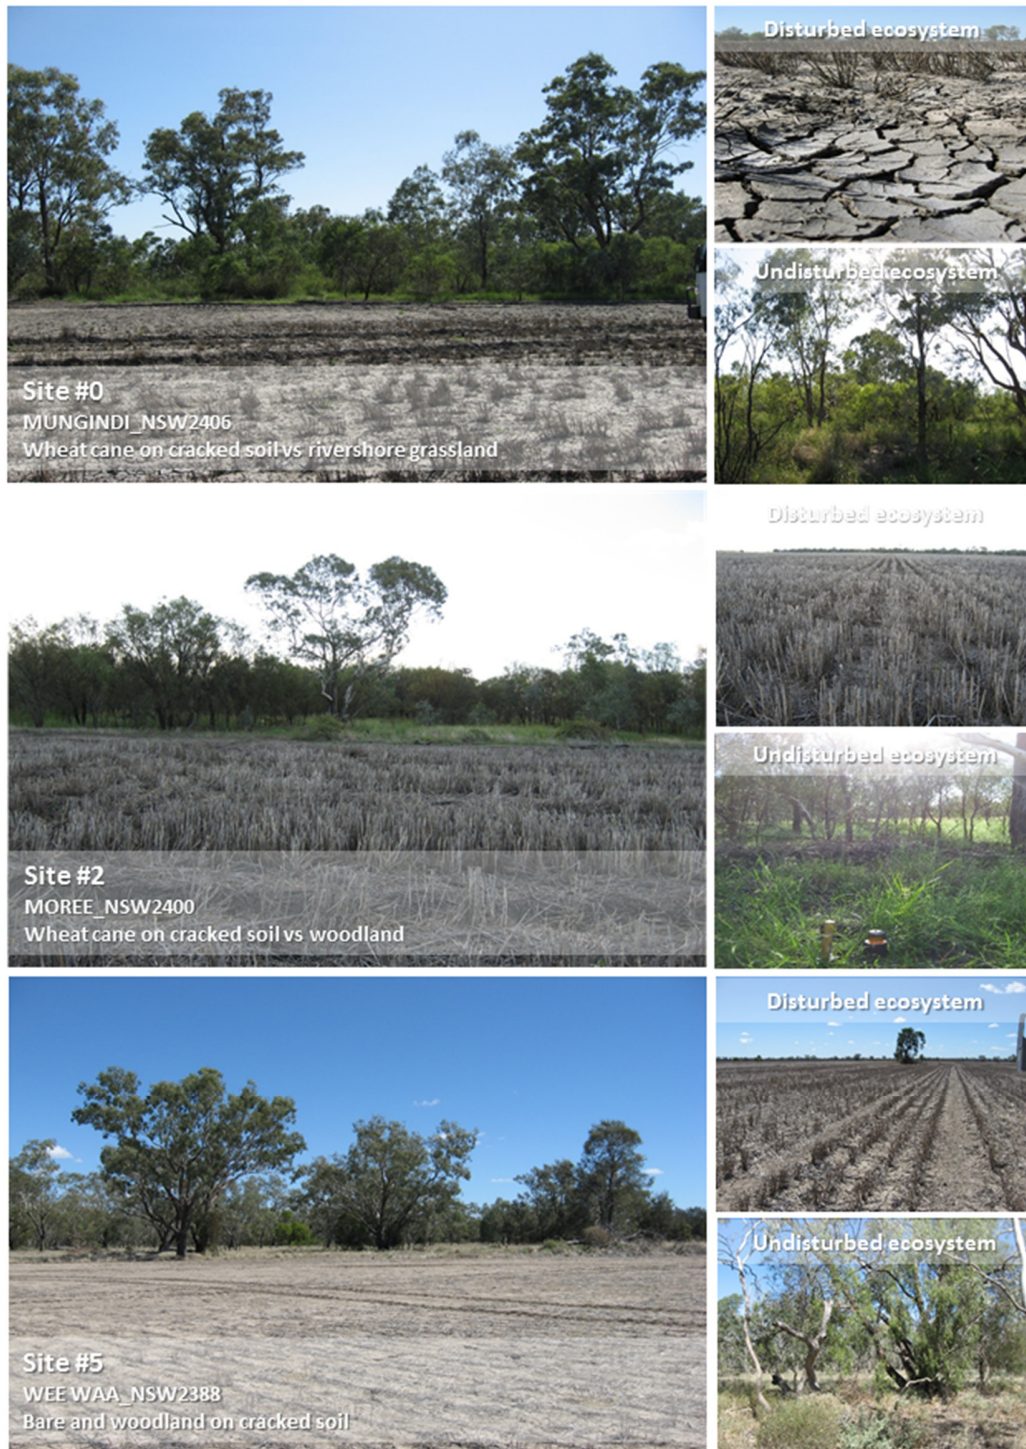 Disturbed ecosystem
Undisturbed ecosystem
Site #0
MUNGINDI_NSW2406
Wheat cane on cracked soil vs rivershore grassland
Disturbed ecosystem
Undisturbed ecosystem
Site #2
MOREE_NSW2400
Wheat cane on cracked soil vs woodland
Disturbed ecosystem
Undisturbed ecosystem
Site #5
WEE WAA_NSW2388
Bare and woodland on cracked soil